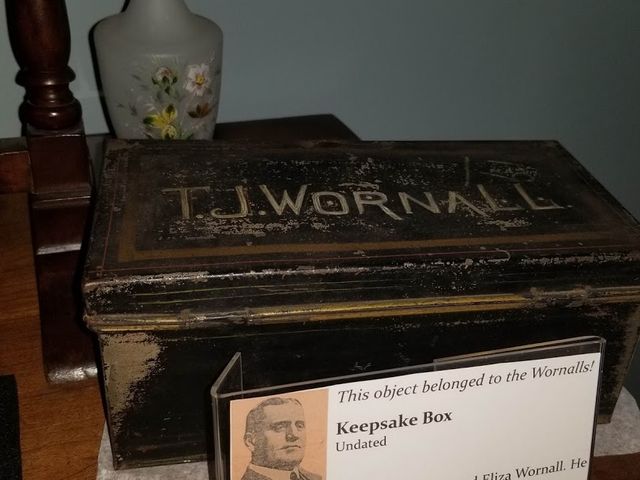 T.J. WORNALL.
This object belonged to the Wornalls!
Keepsake Box
Undated
Eliza Wornall. He